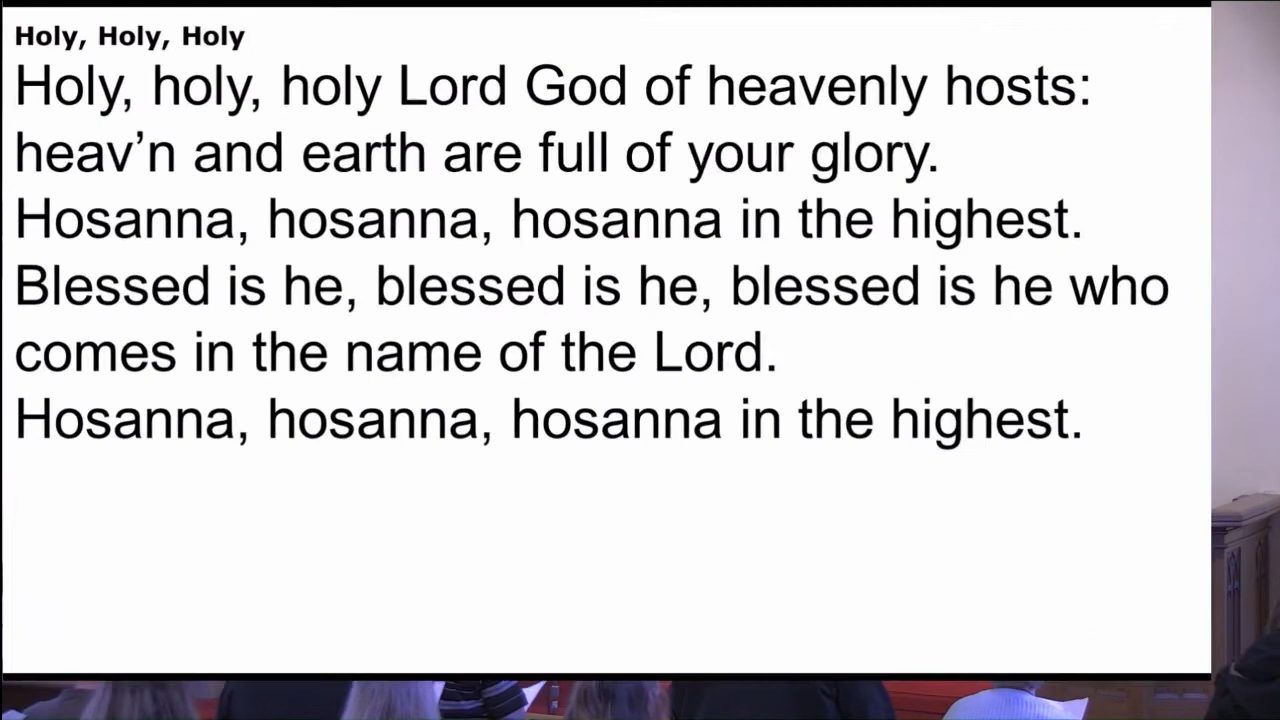 Holy, Holy, Holy
Holy, holy, holy Lord God of heavenly hosts:
heav’n and earth are full of your glory.
Hosanna, hosanna, hosanna in the highest.
Blessed is he, blessed is he, blessed is he who
comes in the name of the Lord.
Hosanna, hosanna, hosanna in the highest.